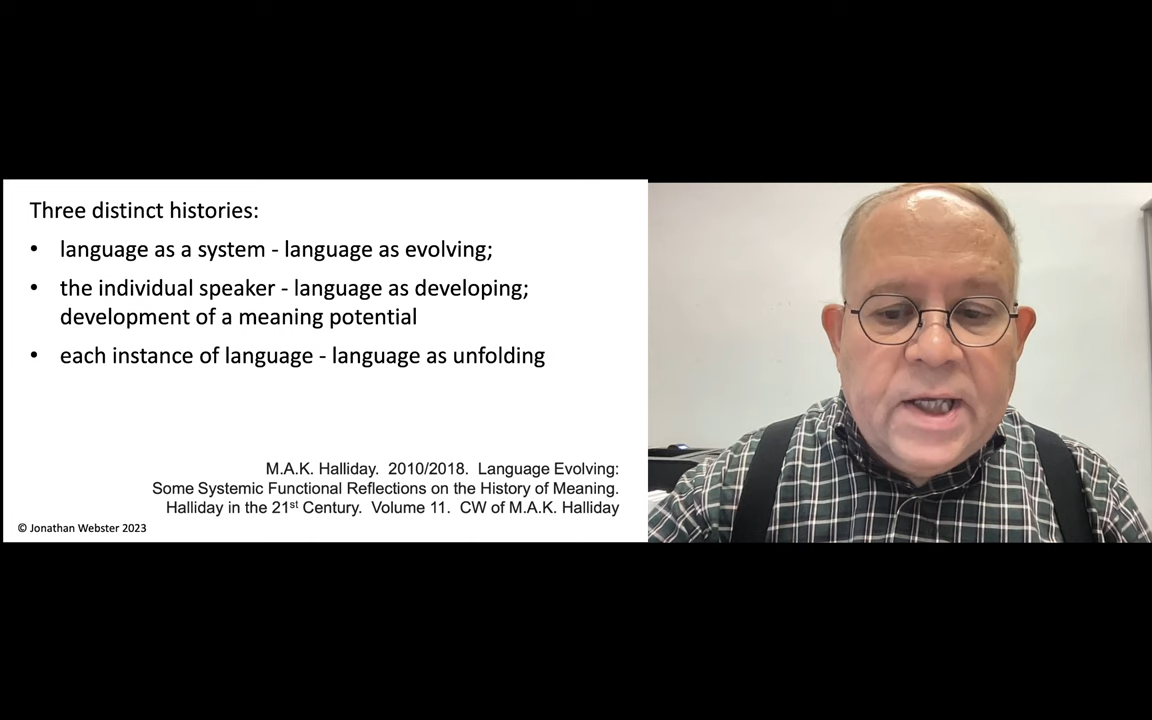 Three distinct histories:
• language as a system - language as evolving;
• the individual speaker - language as developing;
development of a meaning potential
• each instance of language - language as unfolding
M.A.K. Halliday. 2010/2018. Language Evolving:
Some Systemic Functional Reflections on the History of Meaning.
Halliday in the 21st Century. Volume 11. CW of M.A.K. Halliday
© Jonathan Webster 2023